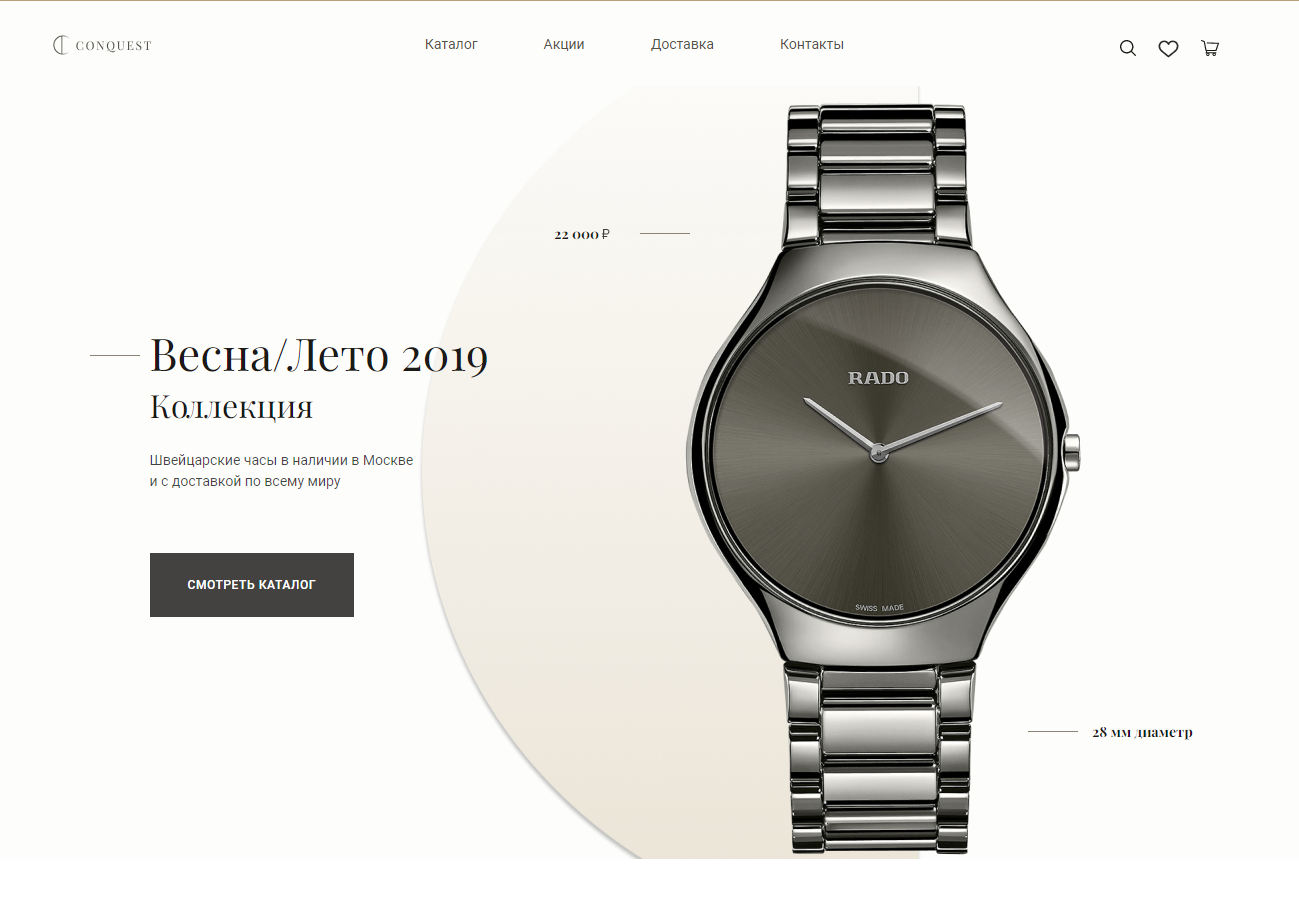 CONQUEST
Каталог
Акции
Доставка
Контакты
22 000 ₽
Весна/Лето 2019
Коллекция
Швейцарские часы в наличии в Москве
и с доставкой по всему миру
СМОТРЕТЬ КАТАЛОГ
RADO
SWISS MADE
28 мм диаметр